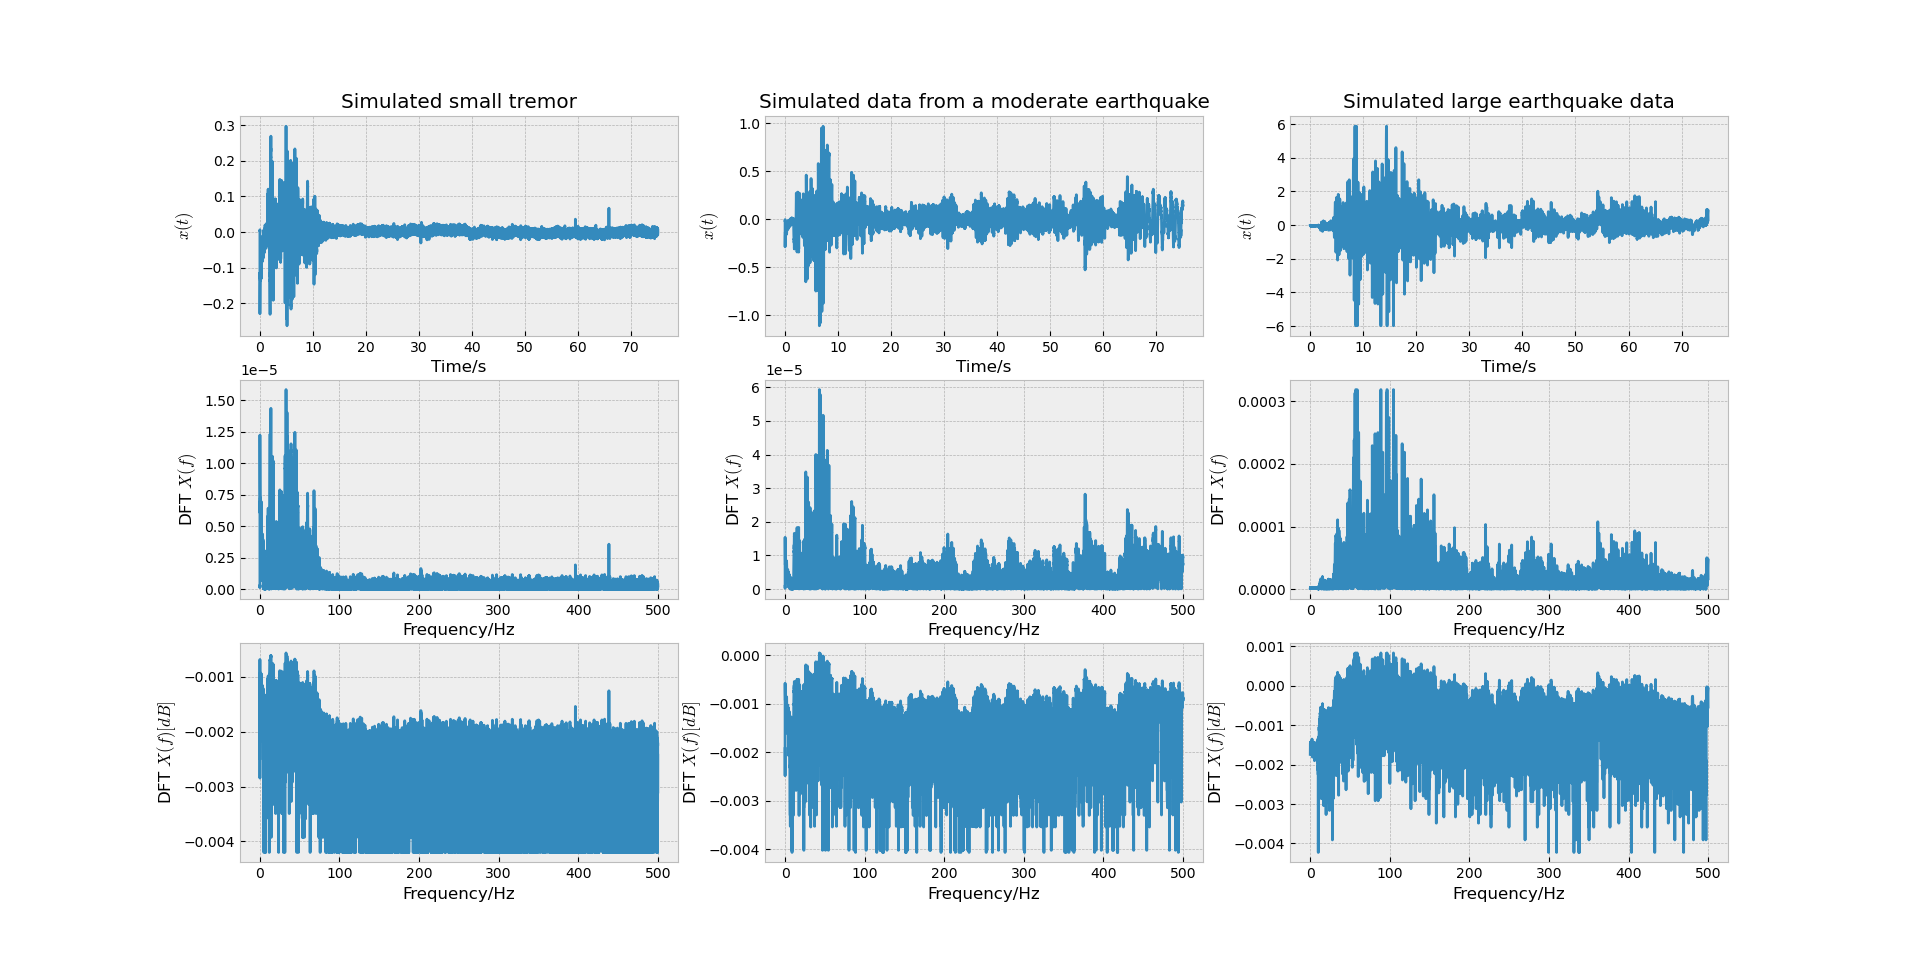 Simulated small tremor
0.3
0.2
0.1
0.0
−0.1
−0.2
x(t)
0 10 20 30 40 50 60 70
Time/s
Simulated data from a moderate earthquake
1.0
0.5
0.0
−0.5
−1.0
x(t)
0 10 20 30 40 50 60 70
Time/s
Simulated large earthquake data
6
4
2
0
−2
−4
−6
x(t)
0 10 20 30 40 50 60 70
Time/s
1e−5
1.50
1.25
1.00
0.75
0.50
0.25
0.00
DFT X(f)
0 100 200 300 400 500
Frequency/Hz
1e−5
6
5
4
3
2
1
0
DFT X(f)
0 100 200 300 400 500
Frequency/Hz
0.0003
0.0002
0.0001
0.0000
DFT X(f)
0 100 200 300 400 500
Frequency/Hz
−0.001
−0.002
−0.003
−0.004
DFT X(f)[dB]
0 100 200 300 400 500
Frequency/Hz
0.000
−0.001
−0.002
−0.003
−0.004
DFT X(f)[dB]
0 100 200 300 400 500
Frequency/Hz
0.001
0.000
−0.001
−0.002
−0.003
−0.004
DFT X(f)[dB]
0 100 200 300 400 500
Frequency/Hz